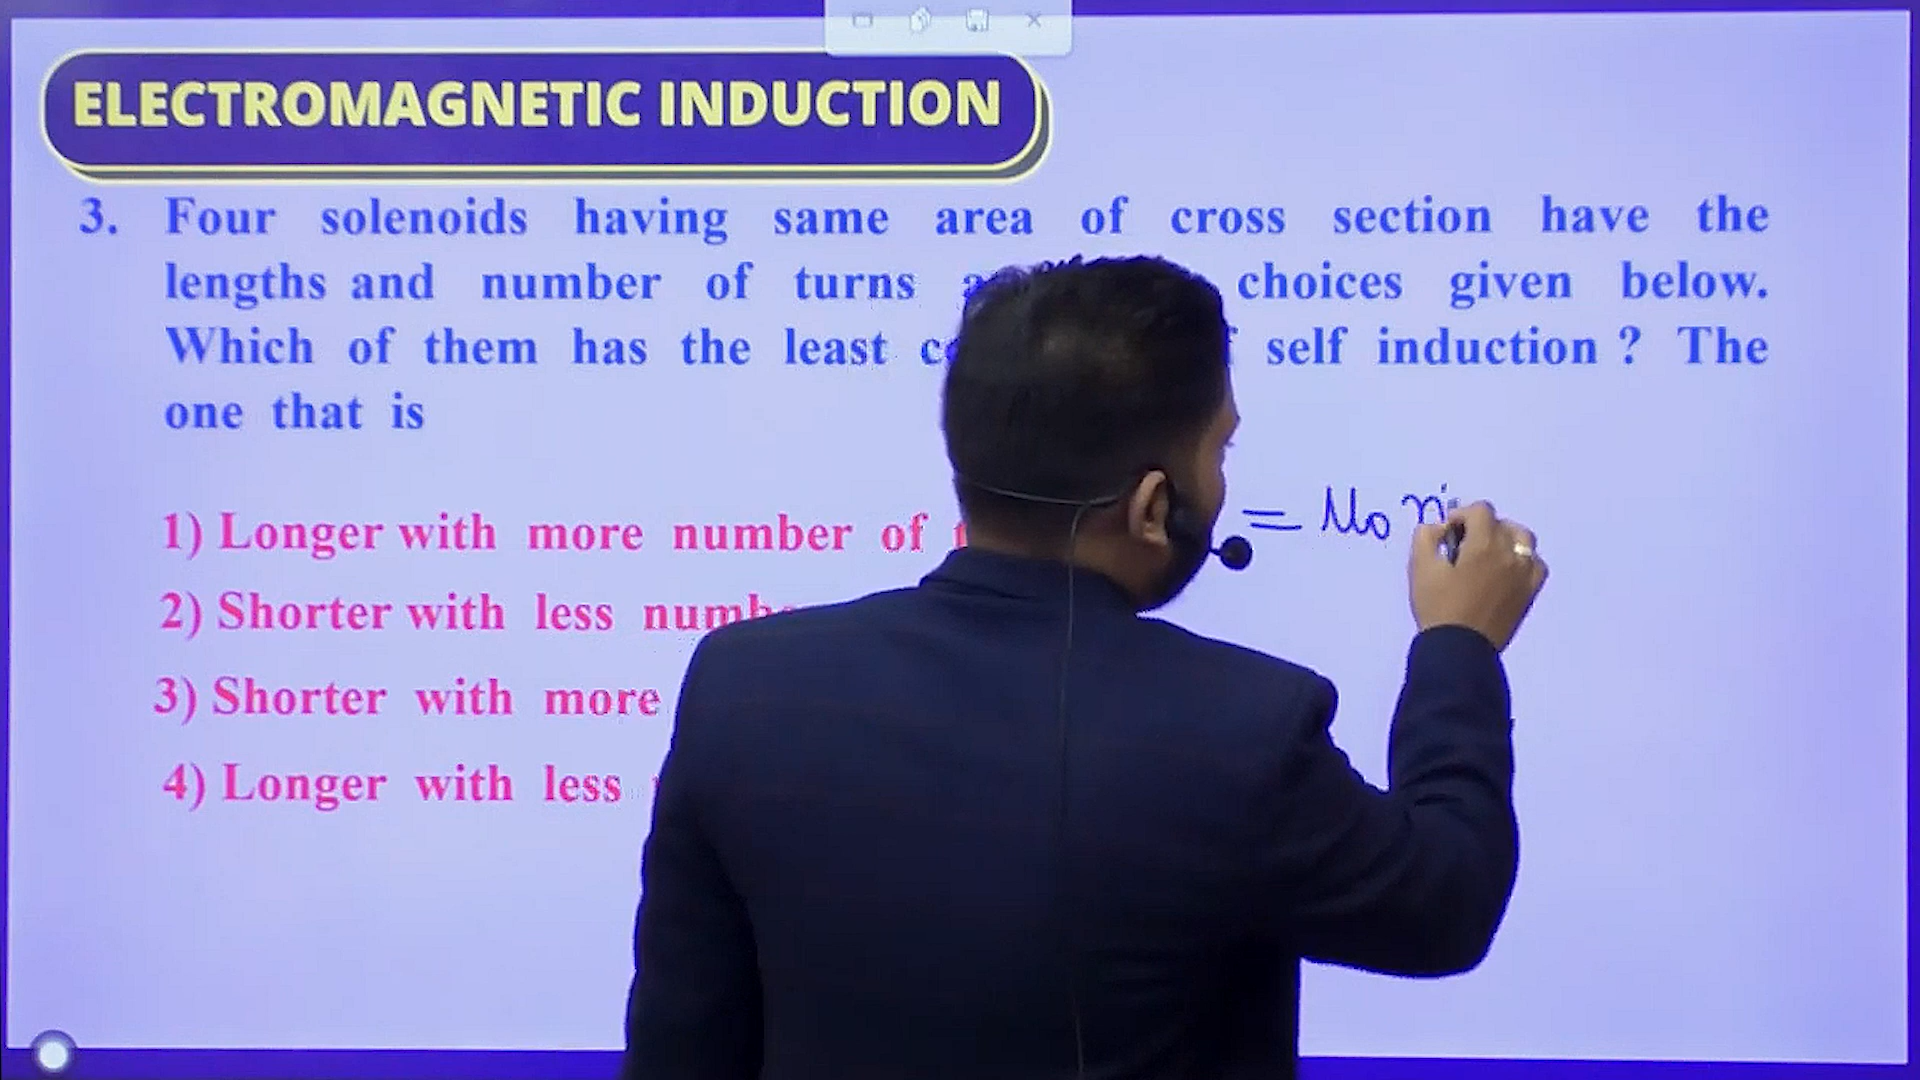 ELECTROMAGNETIC INDUCTION
3. Four solenoids having same area of cross section have the
lengths and number of turns choices given below.
Which of them has the least self induction ? The
one that is
1) Longer with more number of
= μ₀ n
2) Shorter with less
3) Shorter with more
4) Longer with less